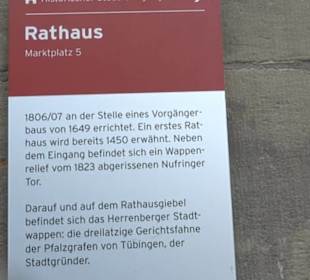 Historischer
Rathaus
Marktplatz 5
1806/07 an der Stelle eines Vorgänger-
baus von 1649 errichtet. Ein erstes Rat-
haus wird bereits 1450 erwähnt. Neben
dem Eingang befindet sich ein Wappen-
relief vom 1823 abgerissenen Nufringer
Tor.
Darauf und auf dem Rathausgiebel
befindet sich das Herrenberger Stadt-
wappen: die dreilatzige Gerichtsfahne
der Pfalzgrafen von Tübingen, der
Stadtgründer.